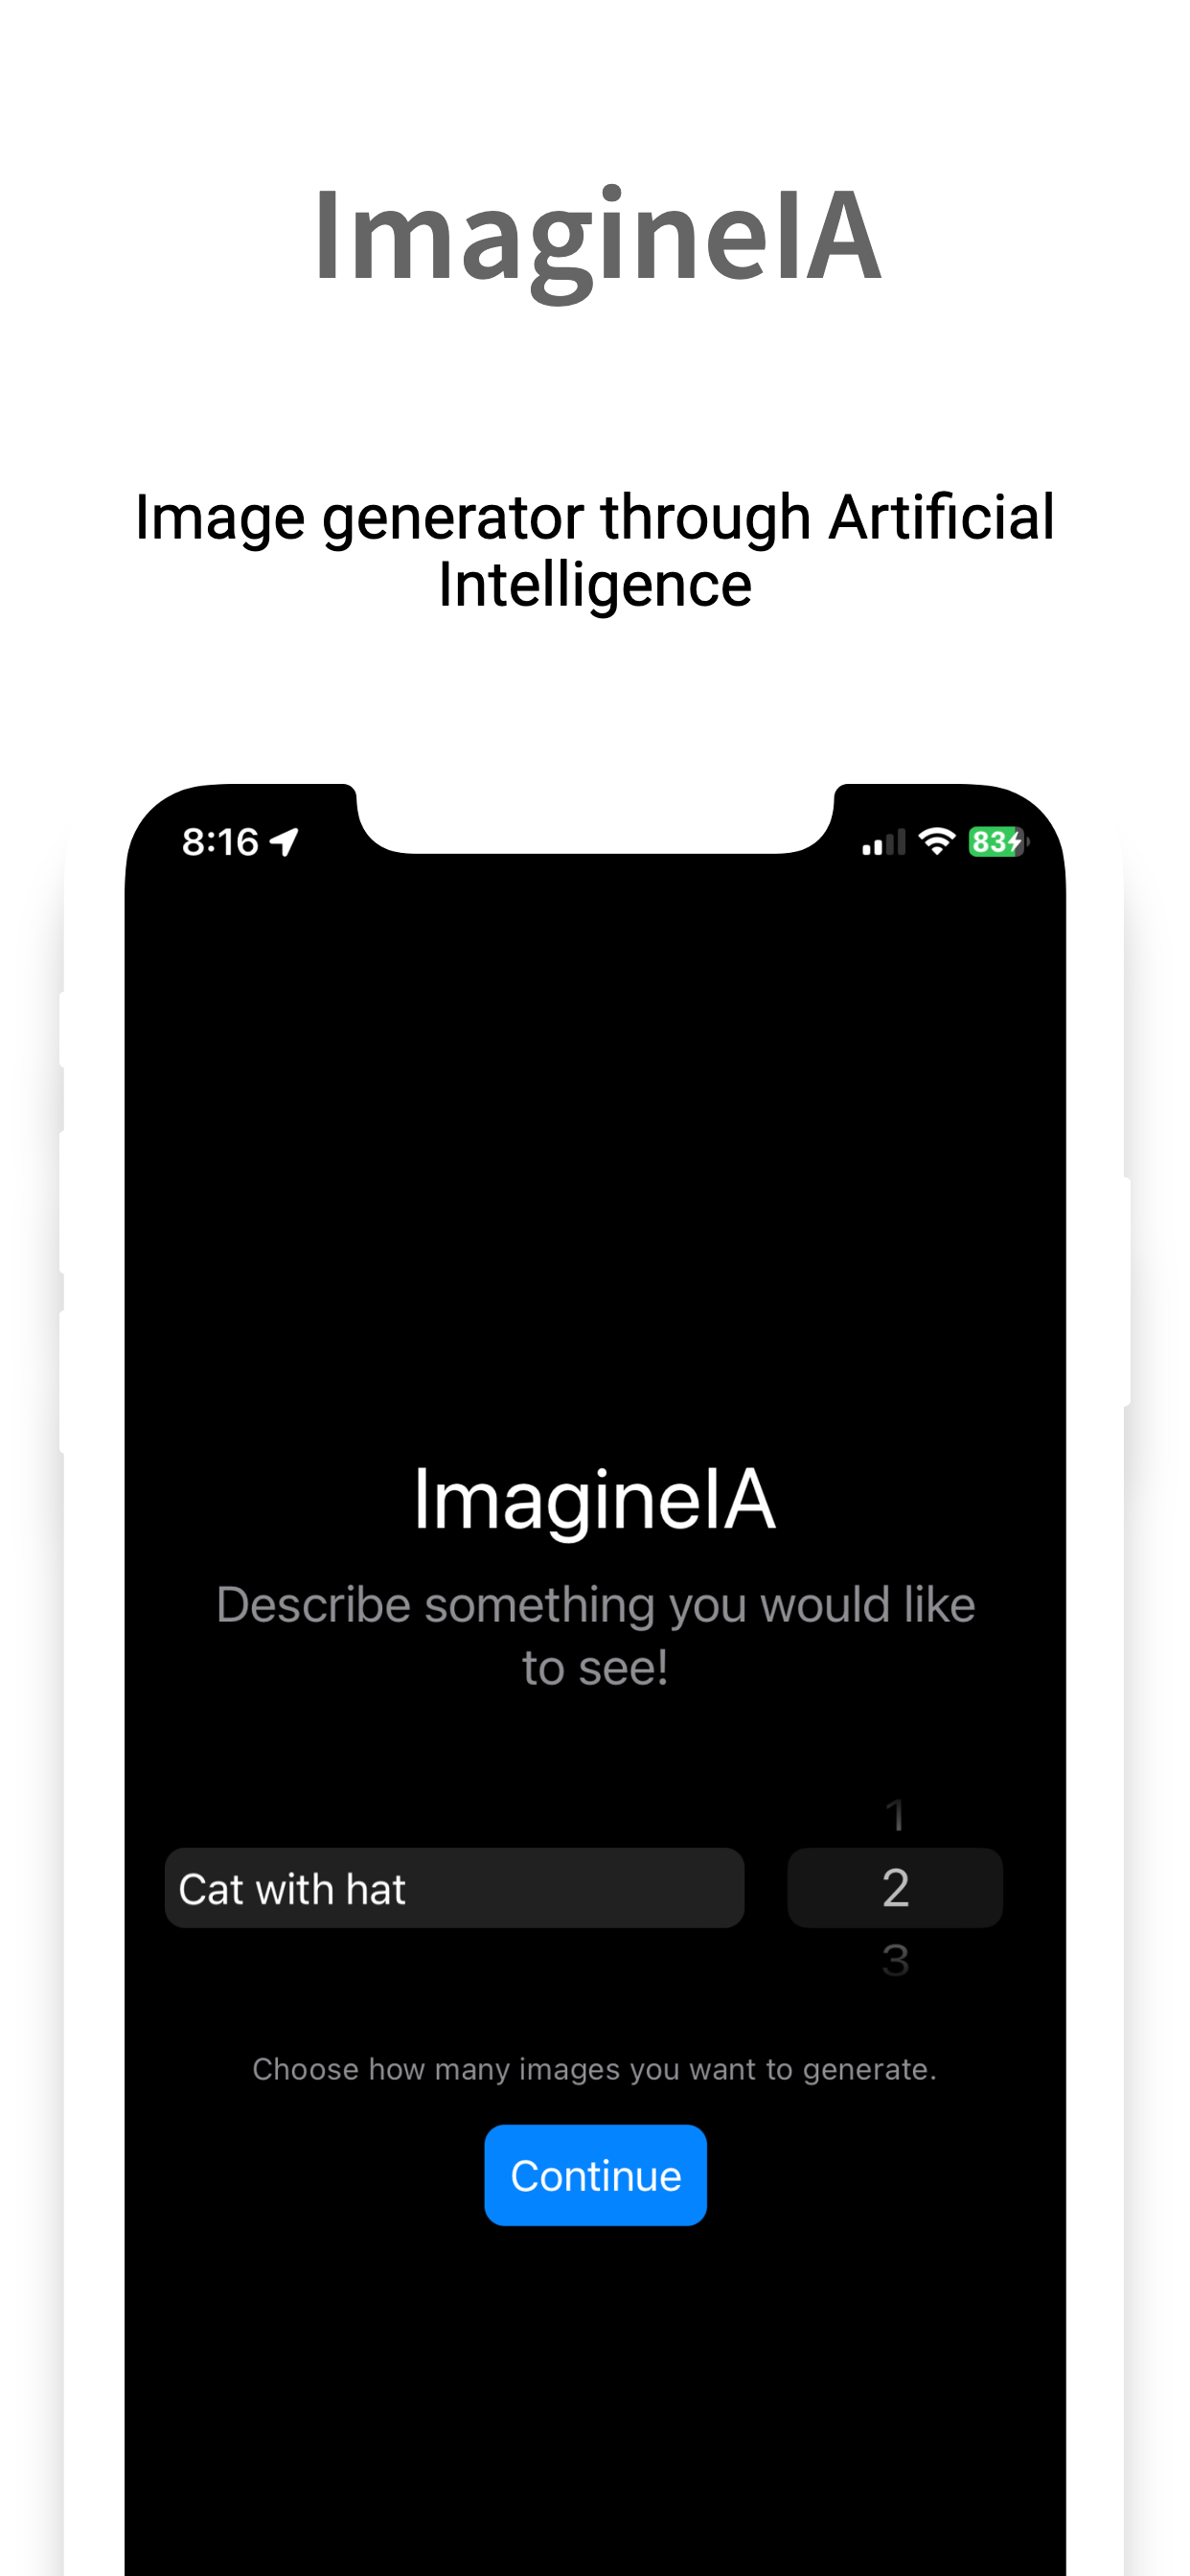 ImagineIA
Image generator through Artificial
Intelligence
8:16
83
ImagineIA
Describe something you would like
to see!
1
Cat with hat
2
3
Choose how many images you want to generate.
Continue